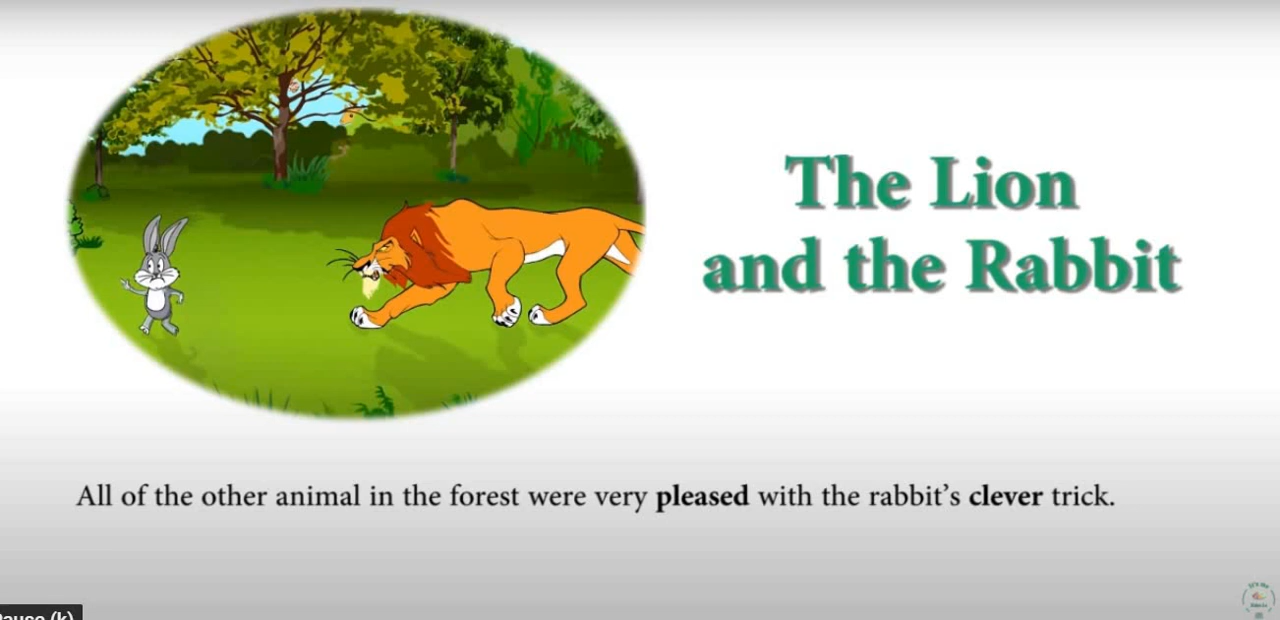 The Lion
and the Rabbit
All of the other animal in the forest were very pleased with the rabbit's clever trick.
(k)